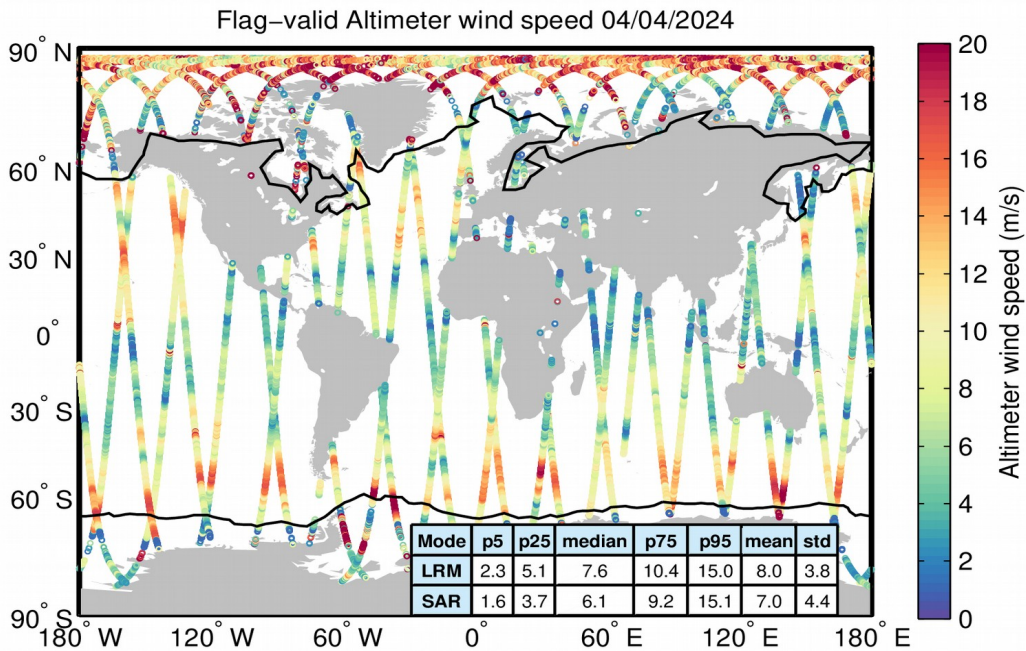 Flag−valid Altimeter wind speed 04/04/2024
90° N
60° N
30° N
0°
30° S
60° S
90° S
180° W
120° W
60° W
0°
60° E
120° E
180° E
Mode p5 p25 median p75 p95 mean std
LRM 2.3 5.1 7.6 10.4 15.0 8.0 3.8
SAR 1.6 3.7 6.1 9.2 15.1 7.0 4.4
20
18
16
14
12
10
8
6
4
2
0
Altimeter wind speed (m/s)